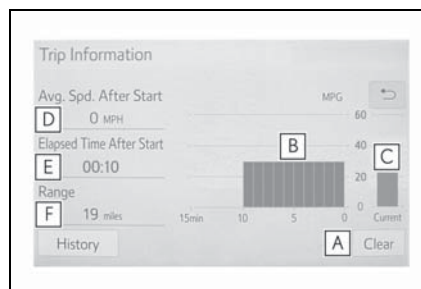 Trip Information
Avg. Spd. After Start
MPG
D
0 MPH
60
Elapsed Time After Start
B
40
C
E
00:10
20
Range
F
19 miles
0
15min
10
5
0
Current
History
A
Clear